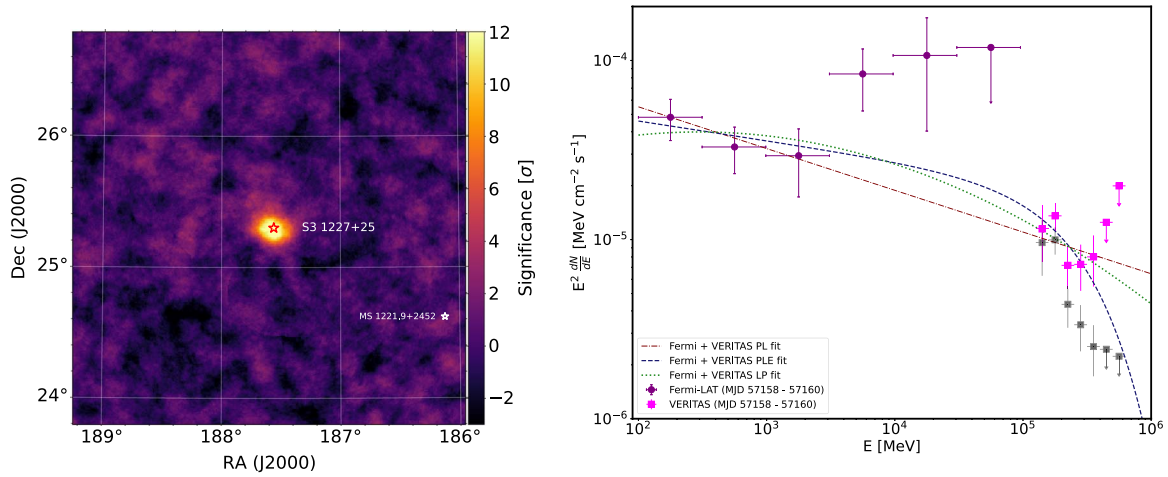 26°
25°
24°
189°
188°
187°
186°
Dec (J2000)
RA (J2000)
S3 1227+25
MS 1221.9+2452
12
10
8
6
4
2
0
−2
Significance [σ]
10⁻⁴
10⁻⁵
10⁻⁶
E² dN/dE [MeV cm⁻² s⁻¹]
Fermi + VERITAS PL fit
Fermi + VERITAS PLE fit
Fermi + VERITAS LP fit
Fermi-LAT (MJD 57158 - 57160)
VERITAS (MJD 57158 - 57160)
10²
10³
10⁴
10⁵
10⁶
E [MeV]